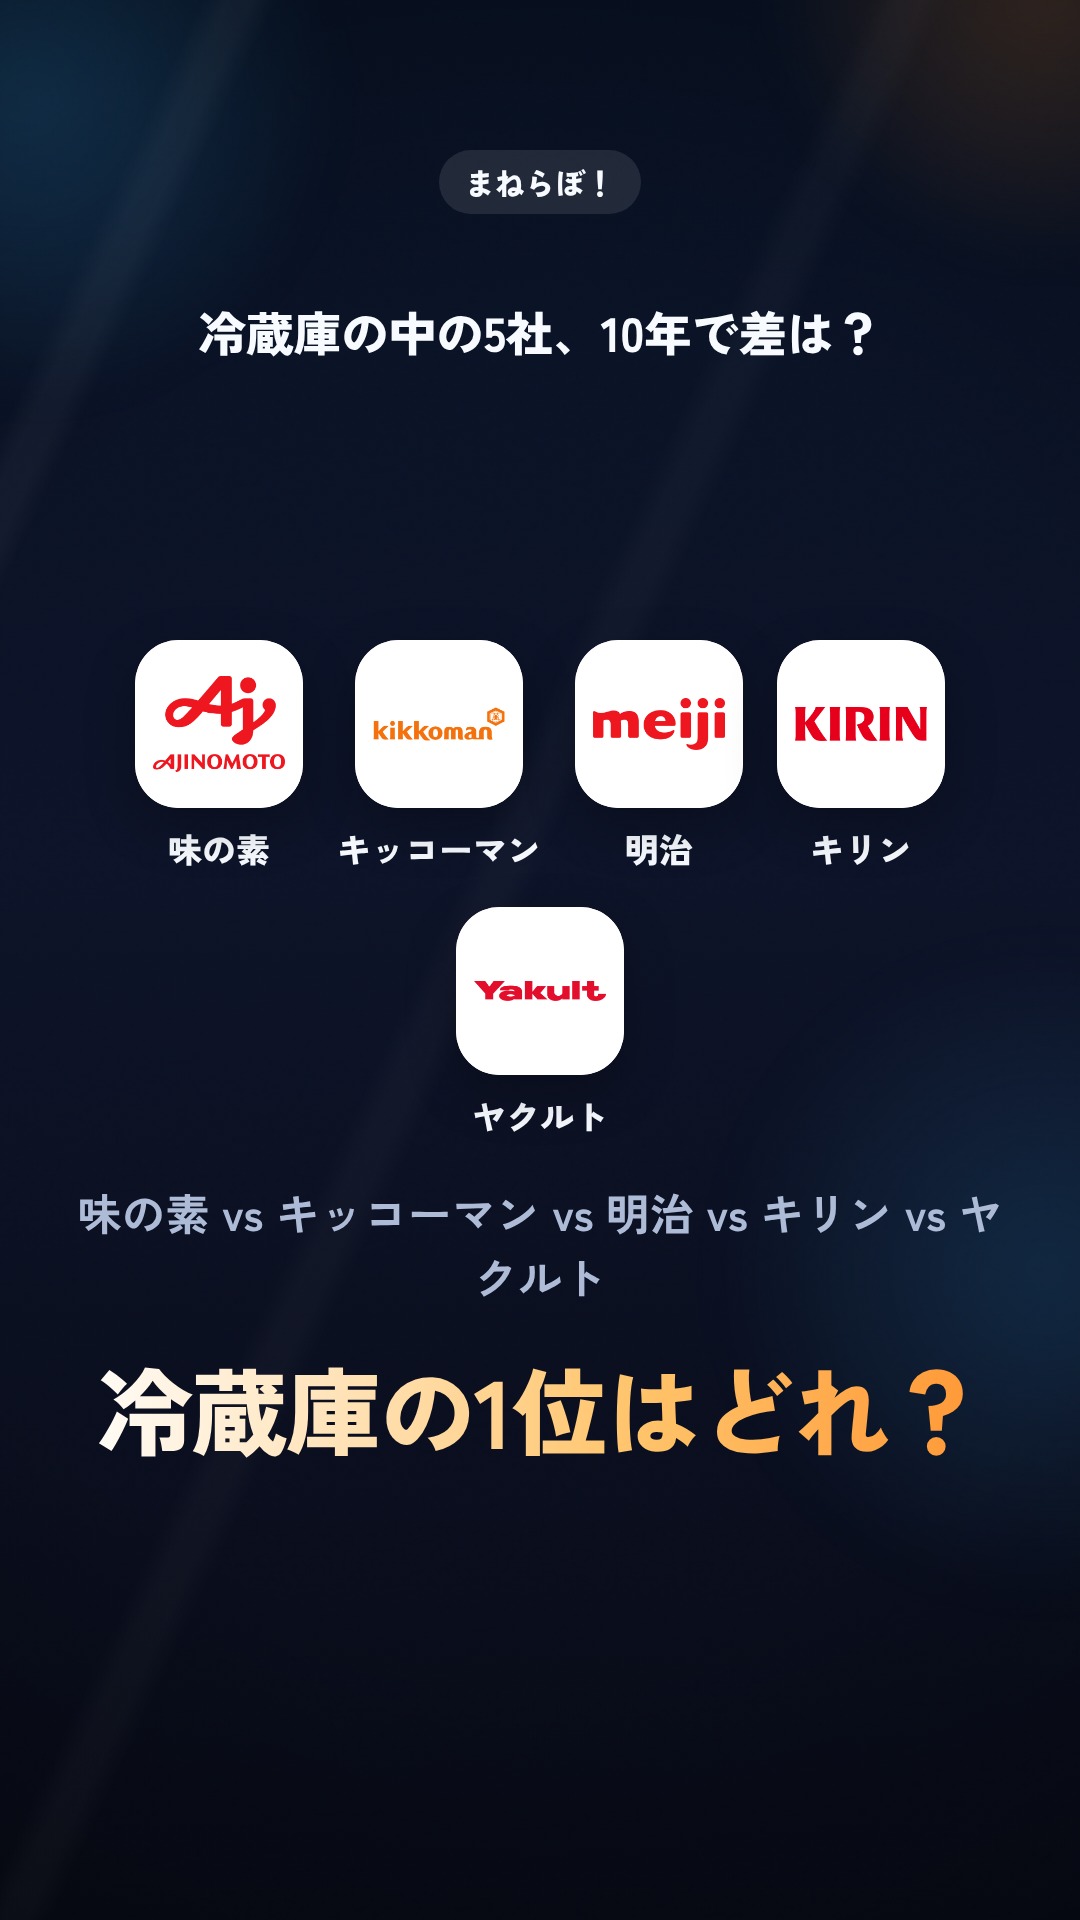 まねらぼ！
冷蔵庫の中の5社、10年で差は？
AJINOMOTO
kikkoman
meiji
KIRIN
味の素
キッコーマン
明治
キリン
Yakult
ヤクルト
味の素 vs キッコーマン vs 明治 vs キリン vs ヤ
クルト
冷蔵庫の1位はどれ？